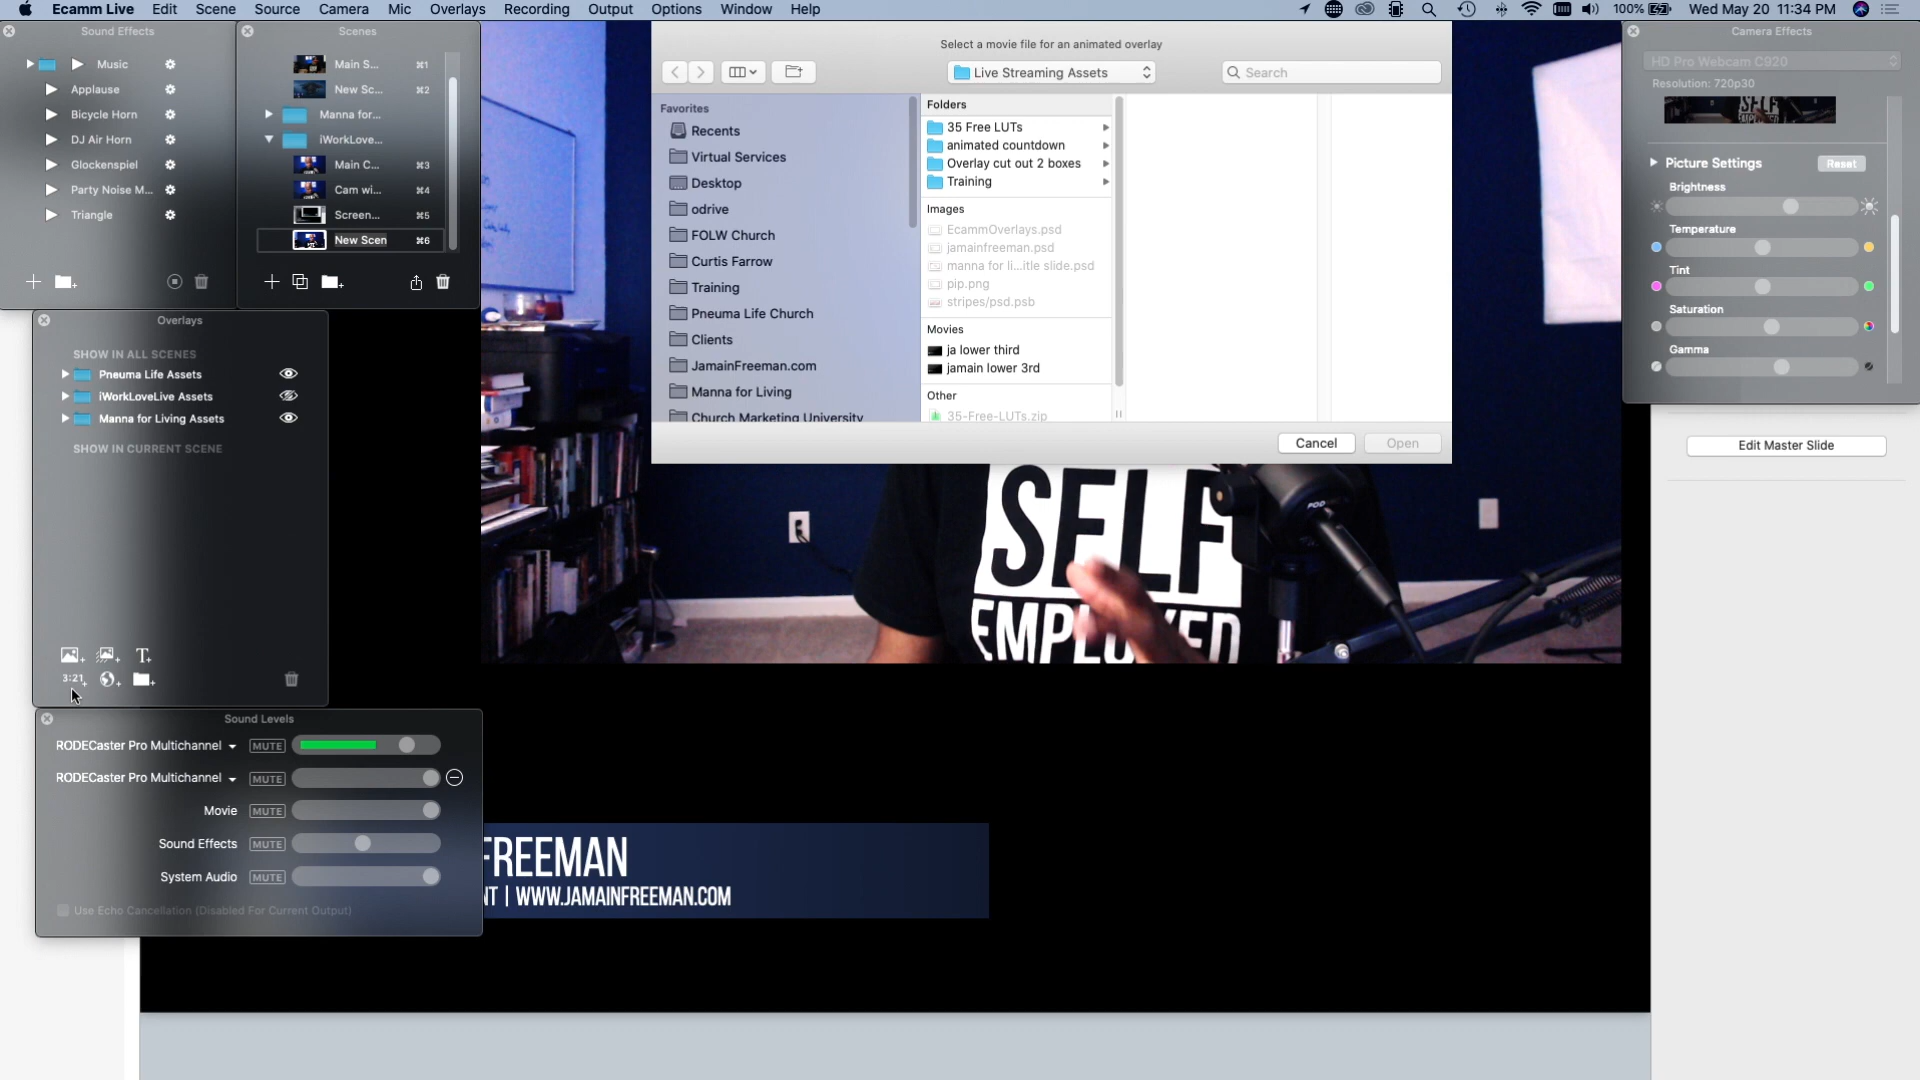 Ecamm Live Edit Scene Source Camera Mic Overlays Recording Output Options Window Help 100% Wed May 20 11:34 PM
Sound Effects
Music
Applause
Bicycle Horn
DJ Air Horn
Glockenspiel
Party Noise M...
Triangle
Scenes
Main S... ⌘1
New Sc... ⌘2
Manna for...
iWorkLove...
Main C... ⌘3
Cam wi... ⌘4
Screen... ⌘5
New Scen ⌘6
Overlays
SHOW IN ALL SCENES
Pneuma Life Assets
iWorkLoveLive Assets
Manna for Living Assets
SHOW IN CURRENT SCENE
T+
3:21+
Sound Levels
RODECaster Pro Multichannel MUTE
RODECaster Pro Multichannel MUTE
Movie MUTE
Sound Effects MUTE
System Audio MUTE
Use Echo Cancellation (Disabled For Current Output)
Select a movie file for an animated overlay
Live Streaming Assets
Search
Favorites
Recents
Virtual Services
Desktop
odrive
FOLW Church
Curtis Farrow
Training
Pneuma Life Church
Clients
JamainFreeman.com
Manna for Living
Church Marketing University
Folders
35 Free LUTs
animated countdown
Overlay cut out 2 boxes
Training
Images
EcammOverlays.psd
jamainfreeman.psd
manna for li...itle slide.psd
pip.png
stripes/psd.psb
Movies
ja lower third
jamain lower 3rd
Other
35-Free-LUTs.zip
Cancel Open
SELF
EMPLOYED
POD
FREEMAN
NT | WWW.JAMAINFREEMAN.COM
Camera Effects
HD Pro Webcam C920
Resolution: 720p30
SELF
Picture Settings Reset
Brightness
Temperature
Tint
Saturation
Gamma
Edit Master Slide